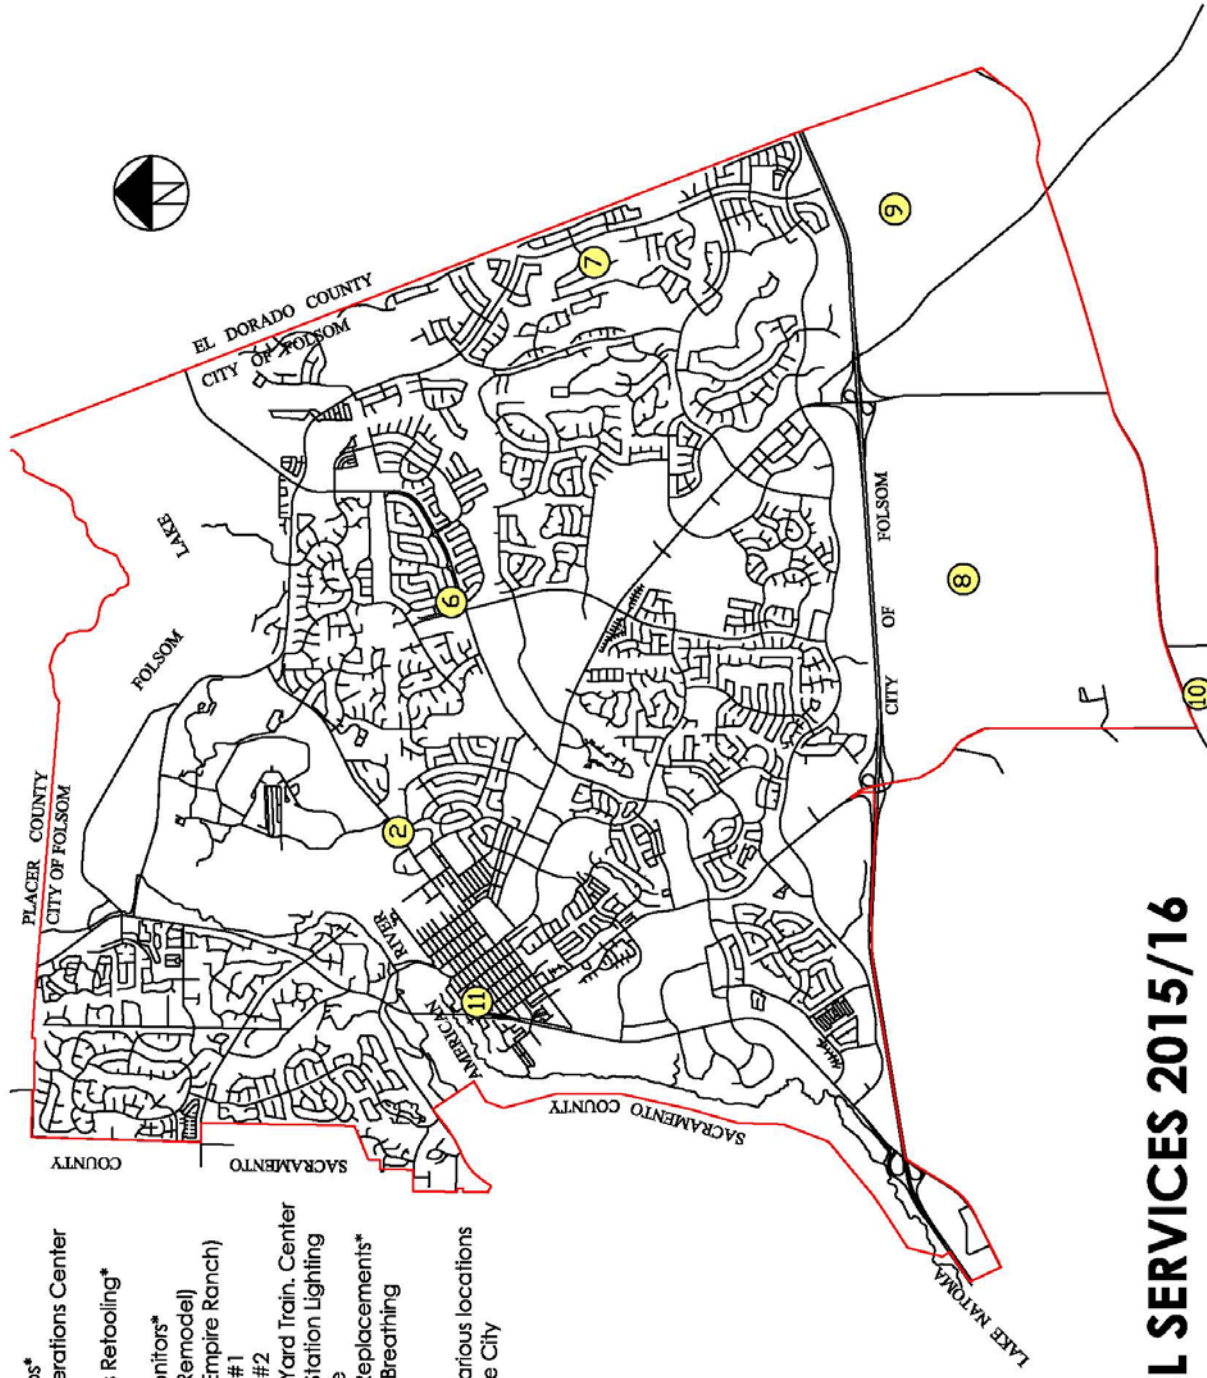 os*
erations Center
s Retooling*
onitors*
Remodel)
Empire Ranch)
#1
#2
Yard Train. Center
Station Lighting
e
Replacements*
Breathing
arious locations
e City
N
PLACER COUNTY
CITY OF FOLSOM
EL DORADO COUNTY
CITY OF FOLSOM
FOLSOM LAKE
AMERICAN RIVER
COUNTY
SACRAMENTO
SACRAMENTO COUNTY
CITY OF FOLSOM
LAKE NATOMA
2
6
7
8
9
10
11
L SERVICES 2015/16